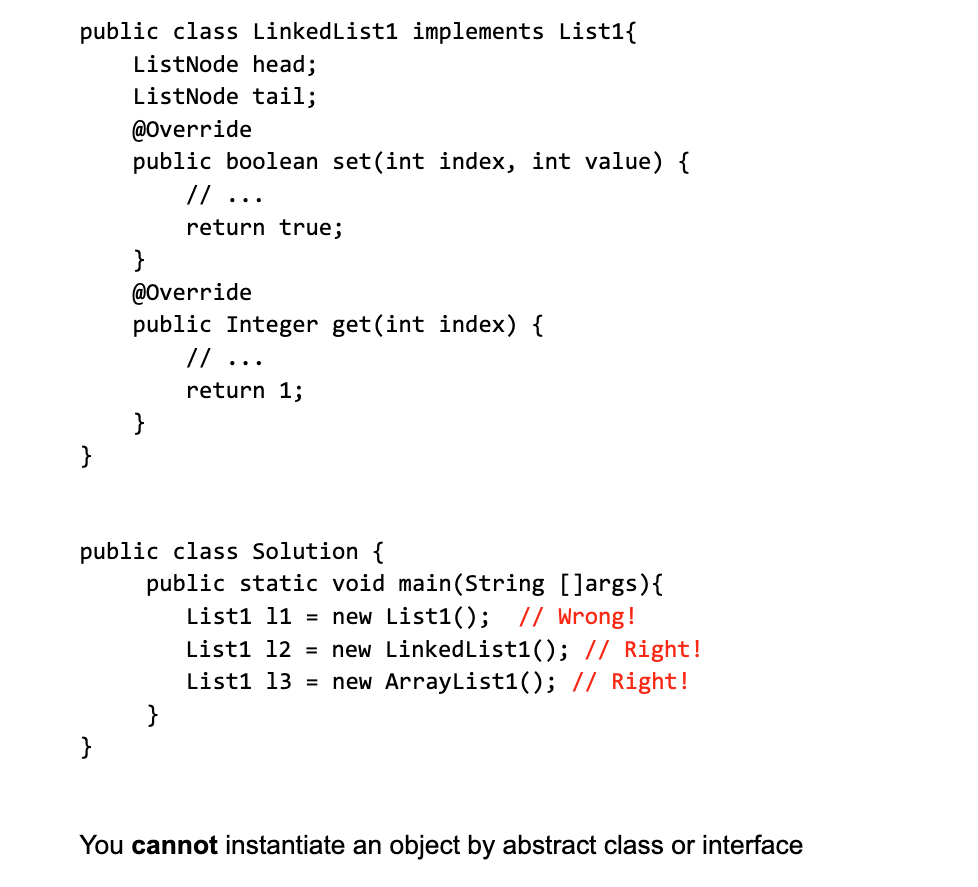 public class LinkedList1 implements List1{
    ListNode head;
    ListNode tail;
    @Override
    public boolean set(int index, int value) {
        // ...
        return true;
    }
    @Override
    public Integer get(int index) {
        // ...
        return 1;
    }
}
public class Solution {
     public static void main(String []args){
        List1 l1 = new List1();  // Wrong!
        List1 l2 = new LinkedList1(); // Right!
        List1 l3 = new ArrayList1(); // Right!
     }
}
You cannot instantiate an object by abstract class or interface